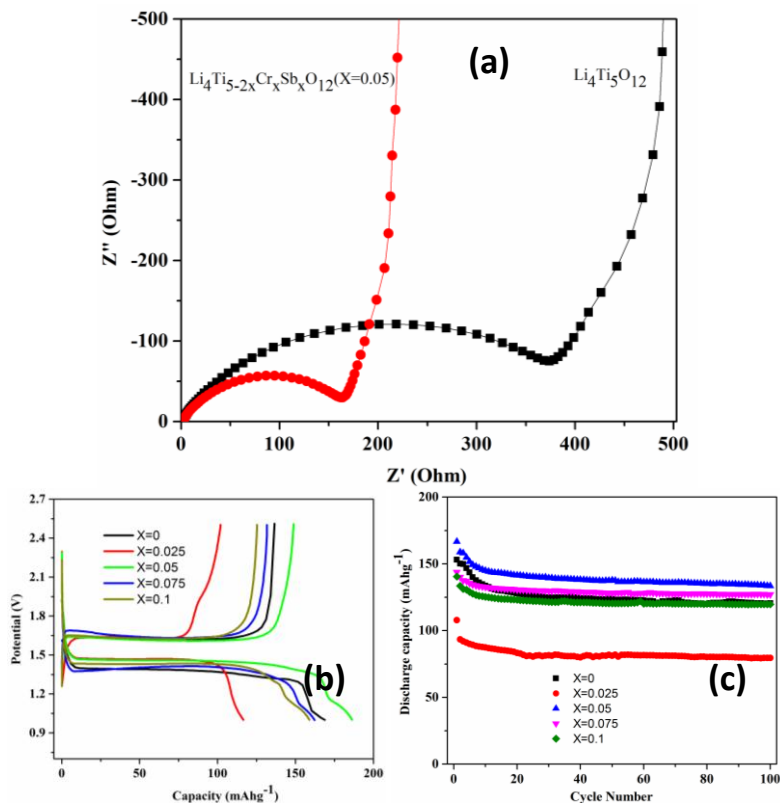 (a)
Li₄Ti₅₋₂ₓCrₓSbₓO₁₂(X=0.05)
Li₄Ti₅O₁₂
-500
-400
-300
-200
-100
0
Z'' (Ohm)
0 100 200 300 400 500
Z' (Ohm)
(b)
2.7
2.4
2.1
1.8
1.5
1.2
0.9
Potential (V)
X=0
X=0.025
X=0.05
X=0.075
X=0.1
0 50 100 150 200
Capacity (mAhg⁻¹)
(c)
200
150
100
75
50
0
Discharge capacity (mAhg⁻¹)
X=0
X=0.025
X=0.05
X=0.075
X=0.1
0 20 40 60 80 100
Cycle Number